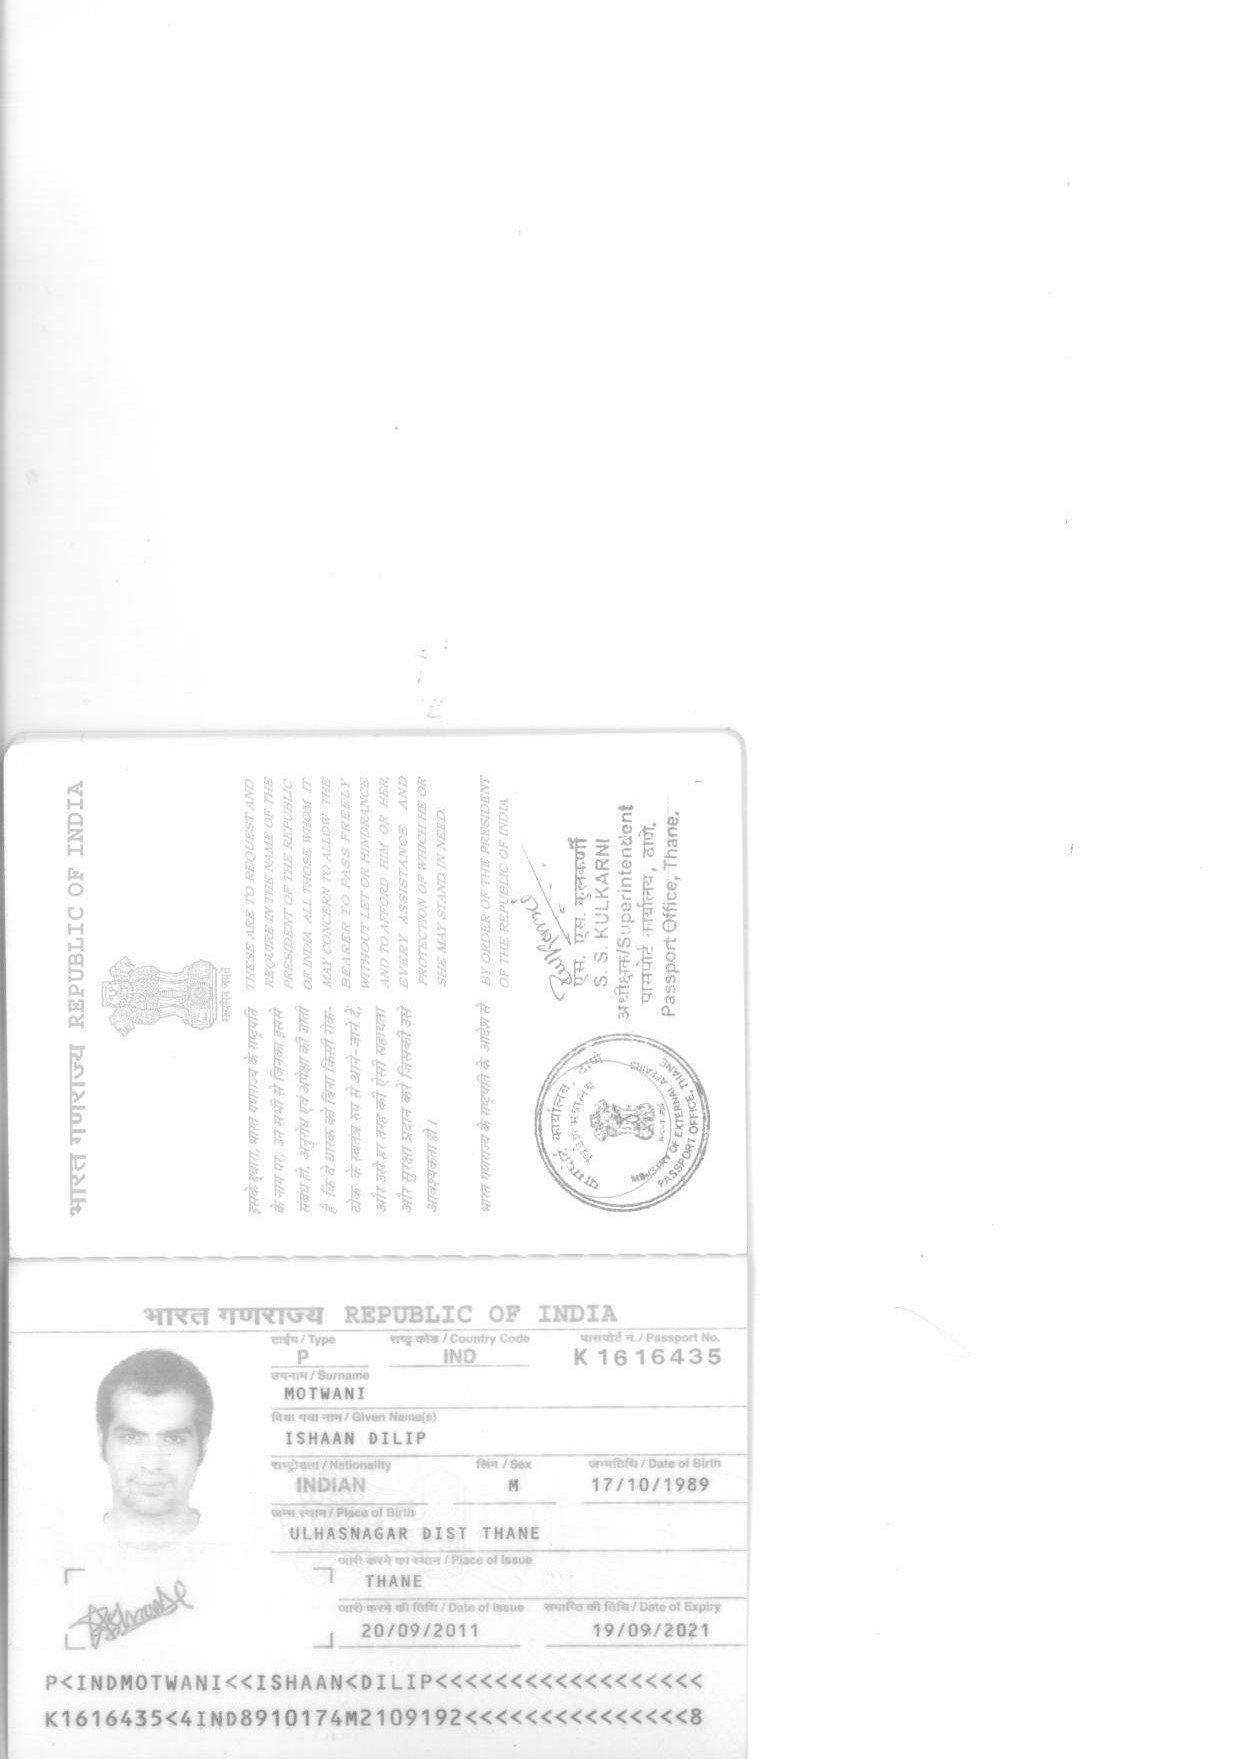 भारत गणराज्य REPUBLIC OF INDIA
सत्यमेव जयते
इसके द्वारा, भारत गणराज्य के राष्ट्रपति
के नाम पर, उन सभी से जिनका इससे
संबंध हो, अनुरोध एवं अपेक्षा की जाती
है कि वे धारक को बिना किसी रोक-
टोक के स्वतंत्र रूप से आने-जाने दें,
और उसे हर तरह की ऐसी सहायता
और सुरक्षा प्रदान करें जिसकी उसे
आवश्यकता हो।
THESE ARE TO REQUEST AND
REQUIRE IN THE NAME OF THE
PRESIDENT OF THE REPUBLIC
OF INDIA ALL THOSE WHOM IT
MAY CONCERN TO ALLOW THE
BEARER TO PASS FREELY
WITHOUT LET OR HINDRANCE
AND TO AFFORD HIM OR HER,
EVERY ASSISTANCE AND
PROTECTION OF WHICH HE OR
SHE MAY STAND IN NEED.
भारत गणराज्य के राष्ट्रपति के आदेश से
BY ORDER OF THE PRESIDENT
OF THE REPUBLIC OF INDIA
एस. एस. कुलकर्णी
S. S. KULKARNI
अधीक्षक/Superintendent
पासपोर्ट कार्यालय, ठाणे.
Passport Office, Thane.
1
पासपोर्ट कार्यालय, ठाणे
MINISTRY OF EXTERNAL AFFAIRS
PASSPORT OFFICE, THANE
भारत गणराज्य REPUBLIC OF INDIA
टाईप / Type राष्ट्र कोड / Country Code पासपोर्ट नं. / Passport No.
P IND K 1616435
उपनाम / Surname
MOTWANI
दिया गया नाम / Given Name(s)
ISHAAN DILIP
राष्ट्रीयता / Nationality लिंग / Sex जन्मतिथि / Date of Birth
INDIAN M 17/10/1989
जन्म स्थान / Place of Birth
ULHASNAGAR DIST THANE
जारी करने का स्थान / Place of Issue
THANE
जारी करने की तिथि / Date of Issue समाप्ति की तिथि / Date of Expiry
20/09/2011 19/09/2021
P<INDMOTWANI<<ISHAAN<DILIP<<<<<<<<<<<<<<<<<<
K1616435<4IND8910174M2109192<<<<<<<<<<<<<<<8